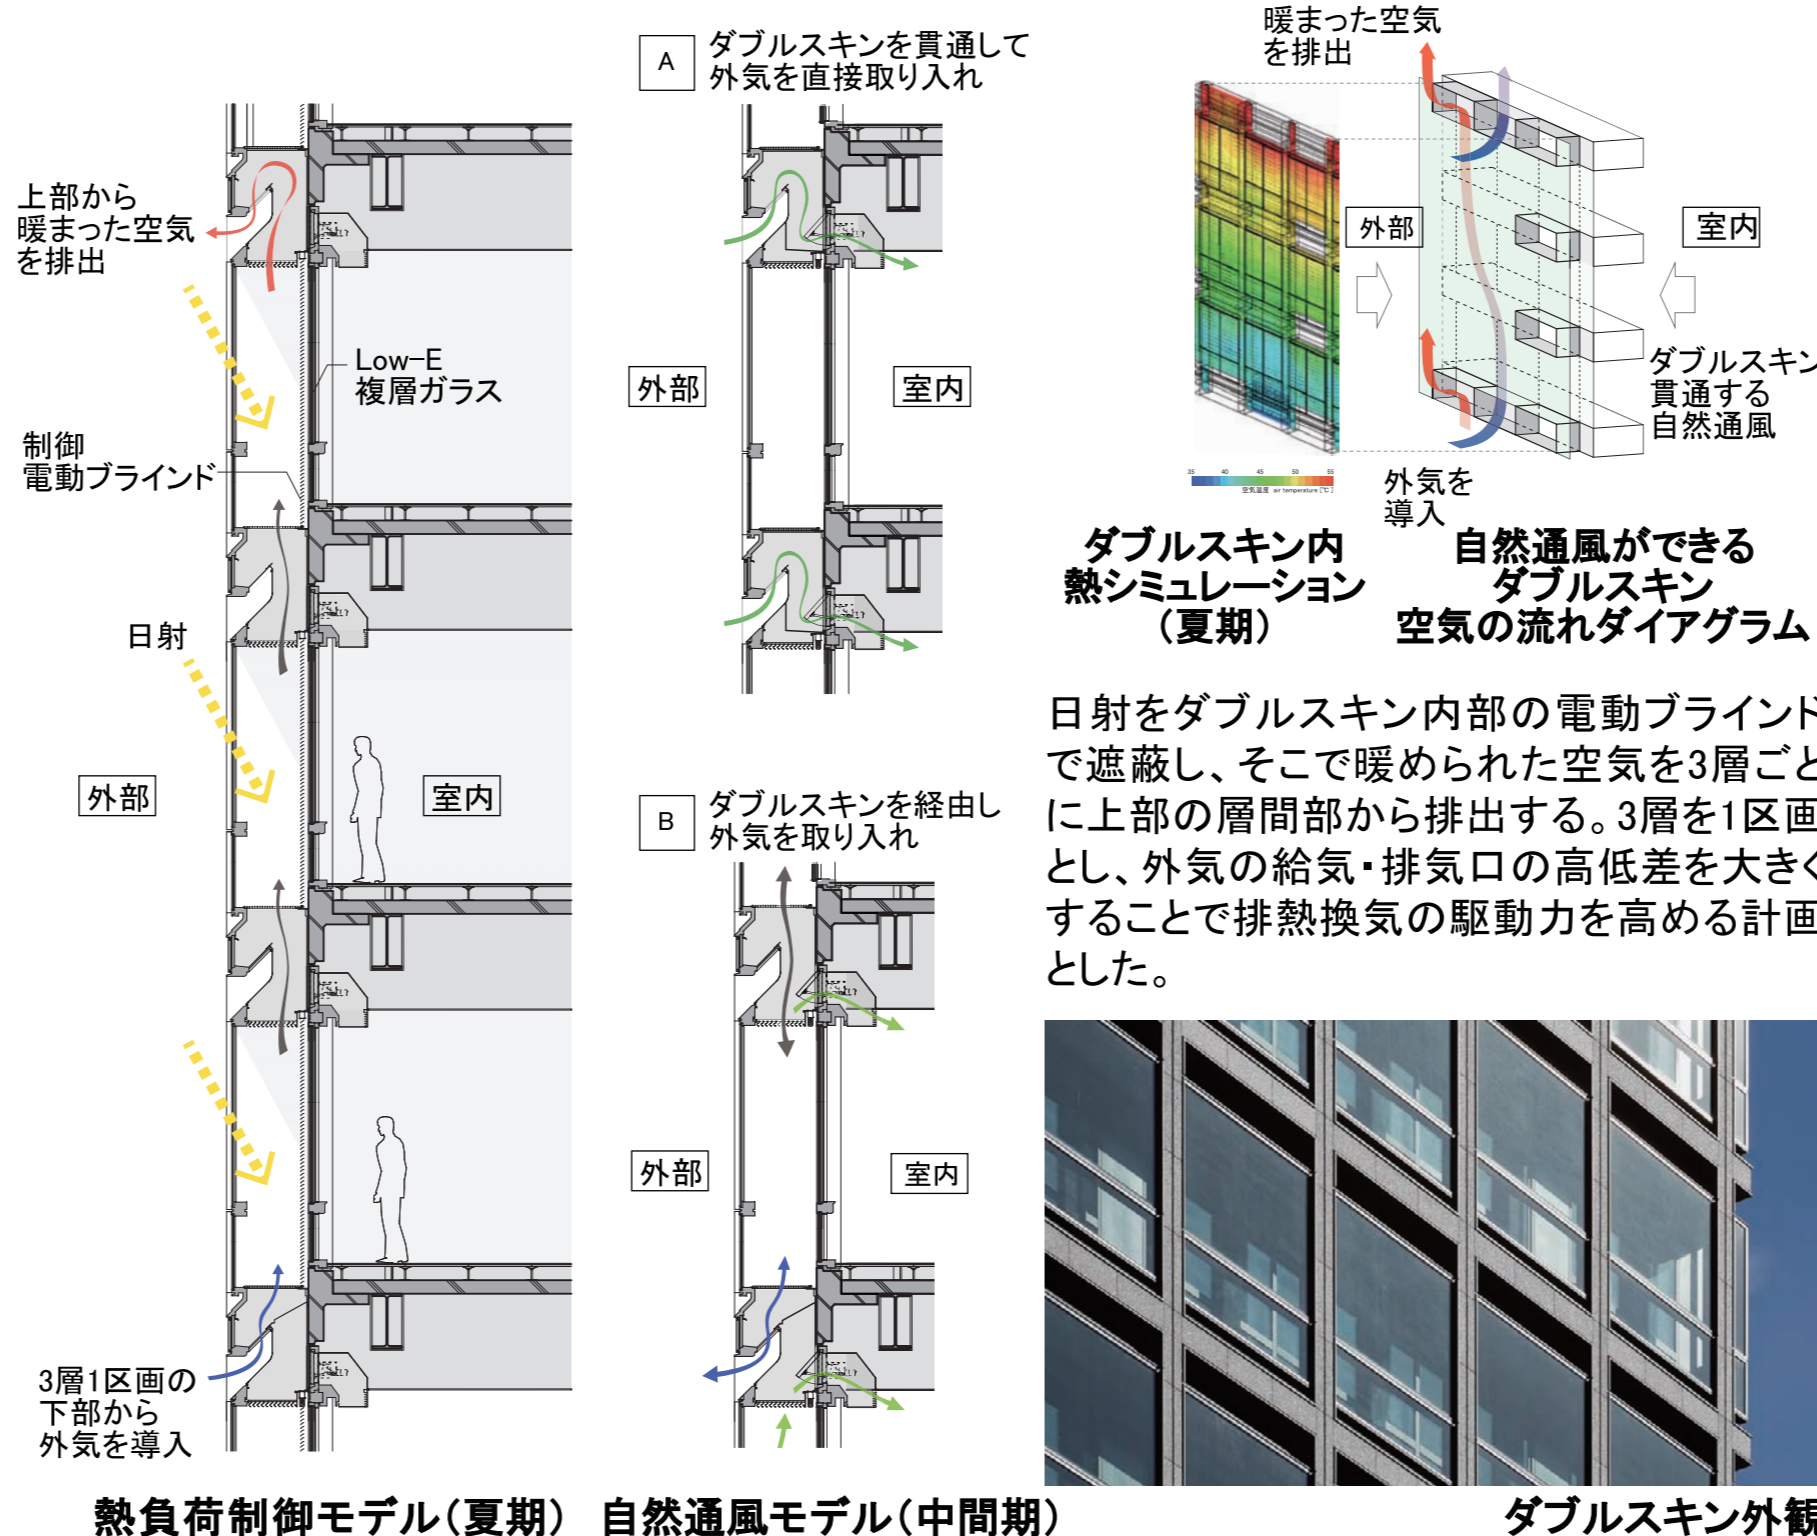 上部から
暖まった空気
を排出
Low-E
複層ガラス
制御
電動ブラインド
日射
外部
室内
3層1区画の
下部から
外気を導入
熱負荷制御モデル（夏期）
A
ダブルスキンを貫通して
外気を直接取り入れ
外部
室内
B
ダブルスキンを経由し
外気を取り入れ
外部
室内
自然通風モデル（中間期）
暖まった空気
を排出
外部
室内
ダブルスキン
貫通する
自然通風
外気を
導入
35 40 45 50 55
空気温度 air temperature [℃]
ダブルスキン内
熱シミュレーション
（夏期）
自然通風ができる
ダブルスキン
空気の流れダイアグラム
日射をダブルスキン内部の電動ブラインド
で遮蔽し、そこで暖められた空気を3層ごと
に上部の層間部から排出する。3層を1区画
とし、外気の給気・排気口の高低差を大きく
することで排熱換気の駆動力を高める計画
とした。
ダブルスキン外観